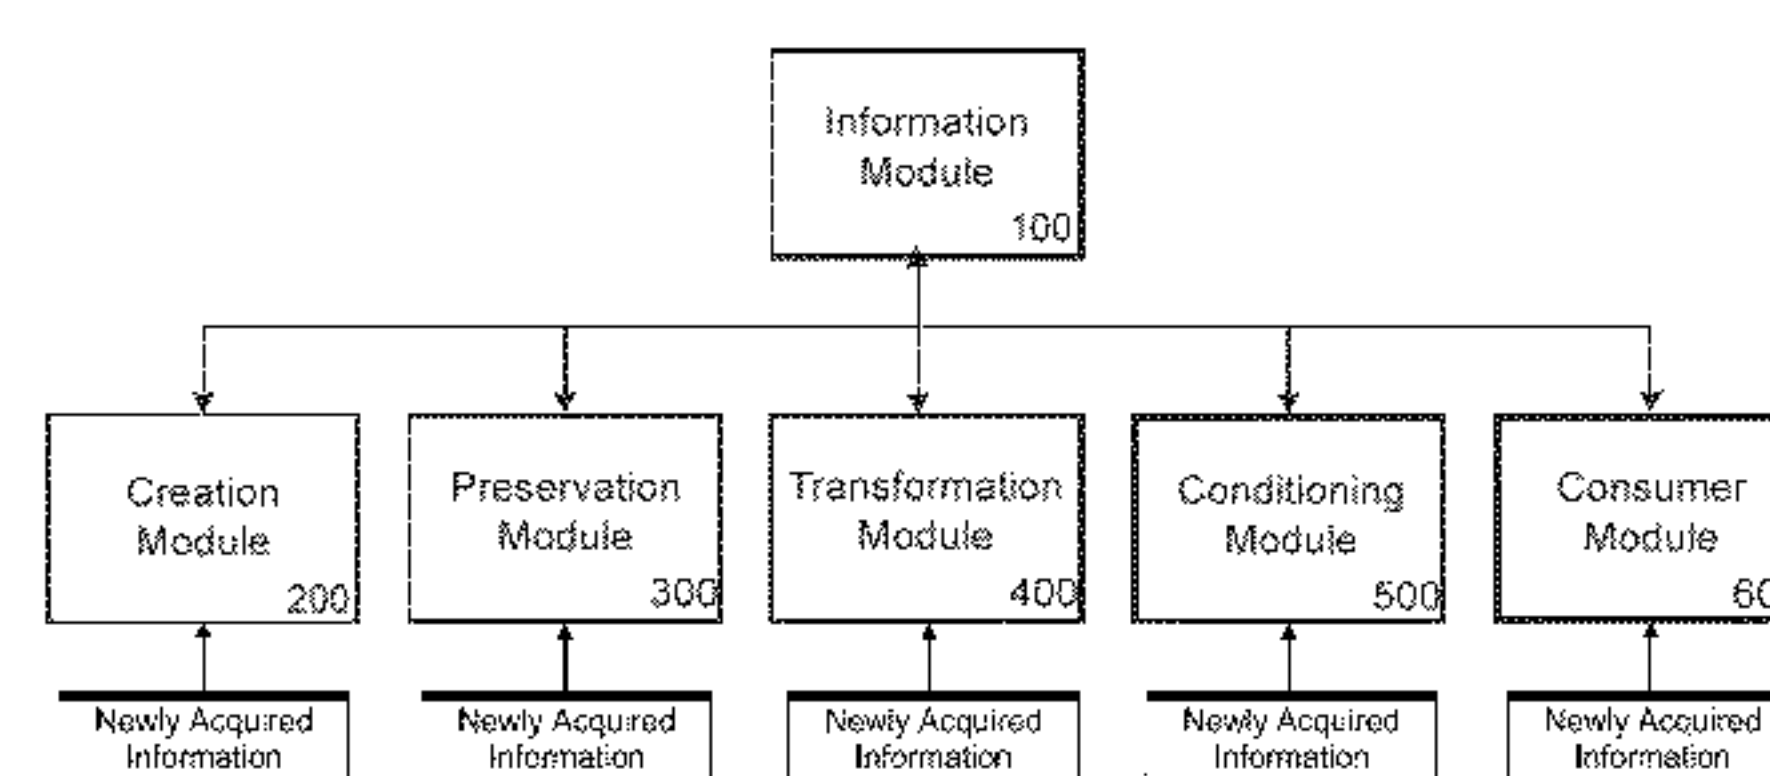 Information
Module
100
Creation
Module
200
Preservation
Module
300
Transformation
Module
400
Conditioning
Module
500
Consumer
Module
Newly Acquired
Information
Newly Acquired
Information
Newly Acquired
Information
Newly Acquired
Information
Newly Acquired
Information